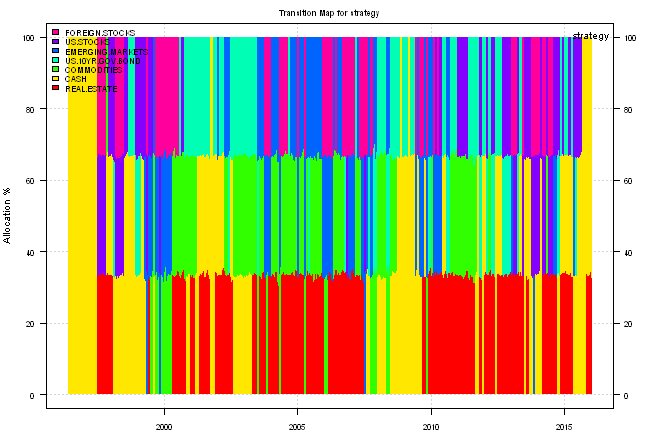 Transition Map for strategy
strategy
FOREIGN.STOCKS
US.STOCKS
EMERGING.MARKETS
US.10YR.GOV.BOND
COMMODITIES
CASH
REAL.ESTATE
Allocation %
100
80
60
40
20
0
100
80
60
40
20
0
2000 2005 2010 2015